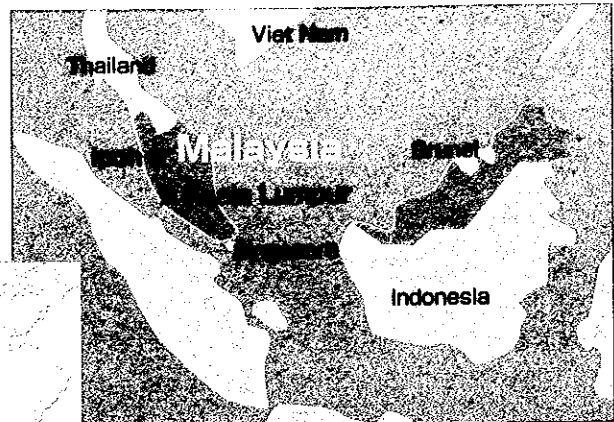 Viet Nam
Thailand
Ipoh
Malaysia
Brunei
Kuala Lumpur
Indonesia